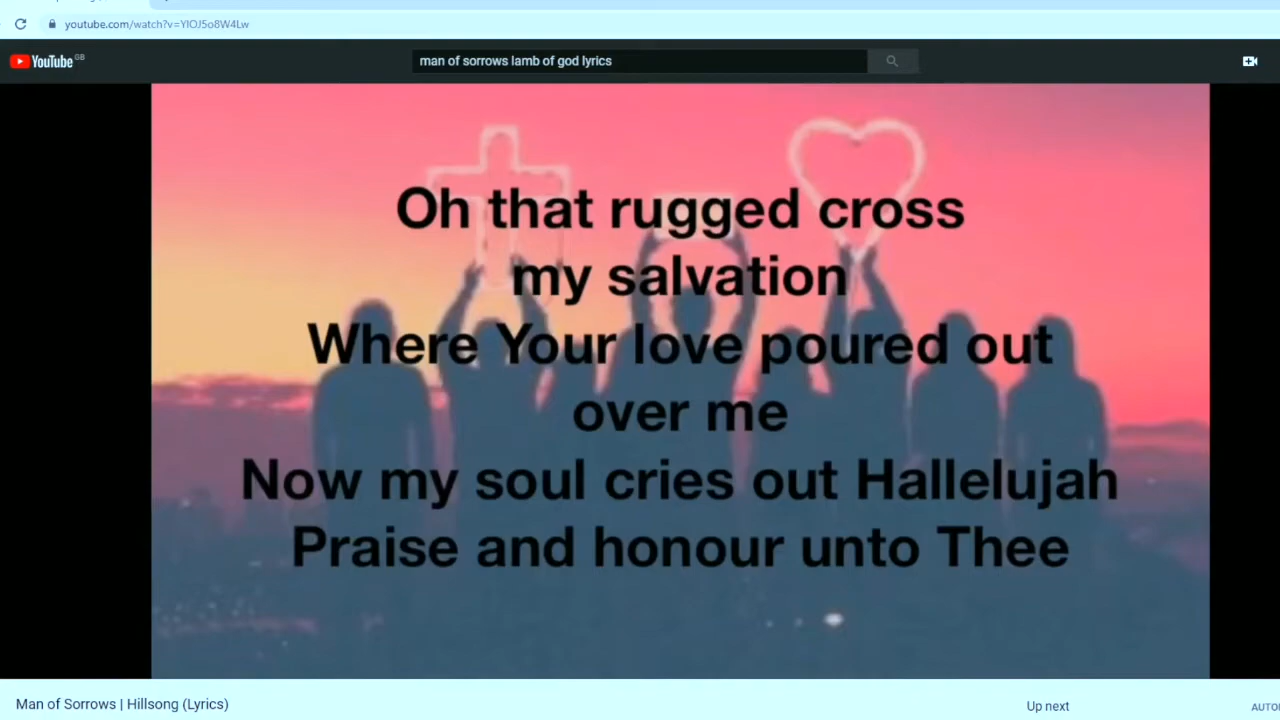 youtube.com/watch?v=YlOJ5o8W4Lw
YouTube GB
man of sorrows lamb of god lyrics
Oh that rugged cross
my salvation
Where Your love poured out
over me
Now my soul cries out Hallelujah
Praise and honour unto Thee
Man of Sorrows | Hillsong (Lyrics)
Up next